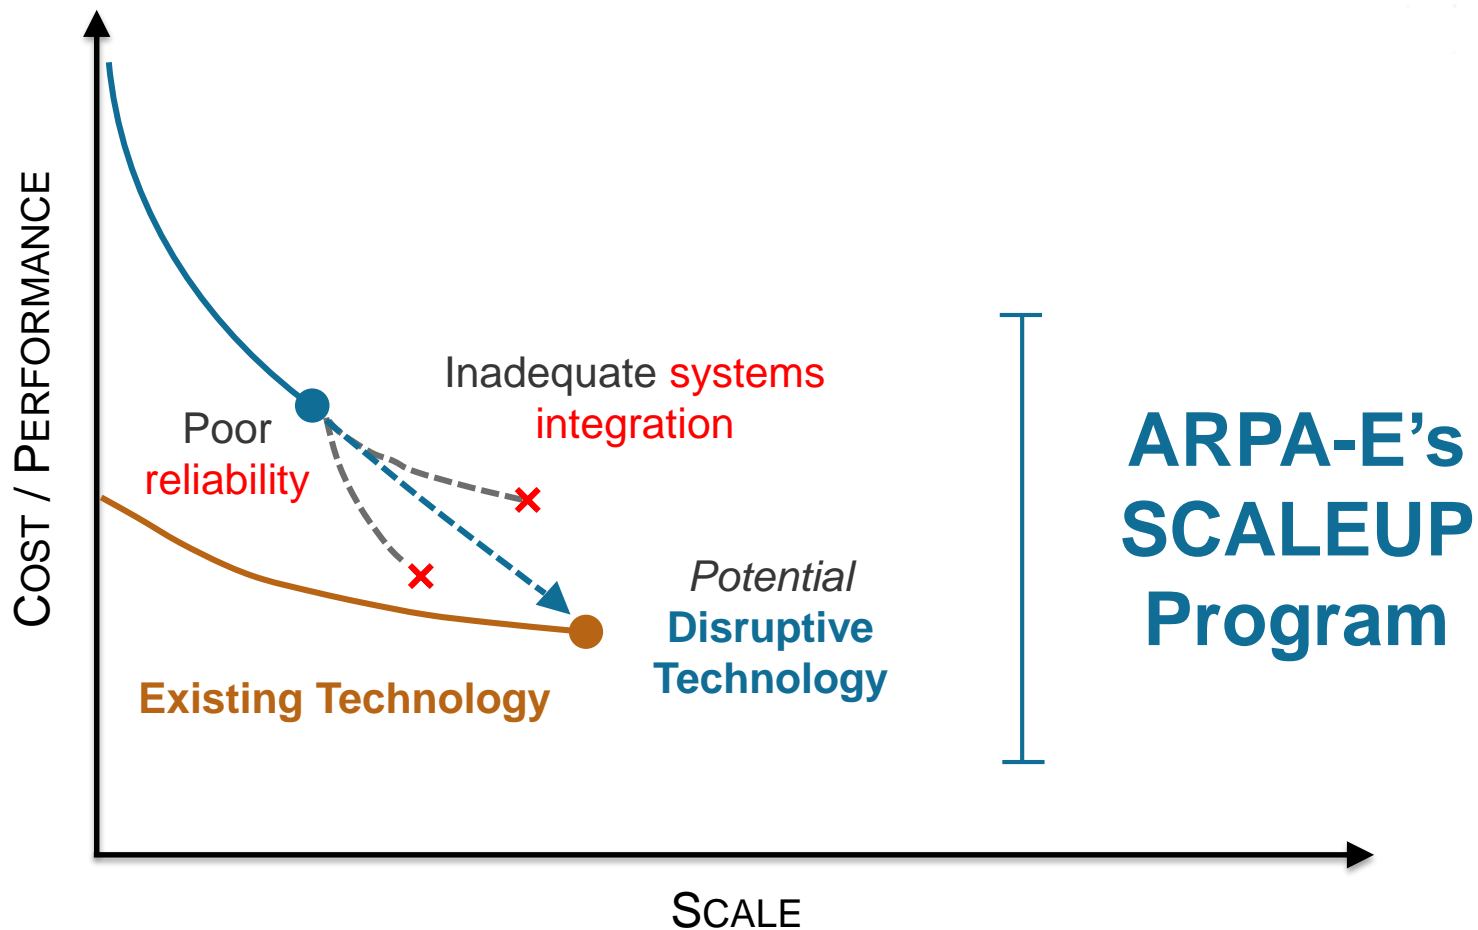 COST / PERFORMANCE
Inadequate systems
integration
Poor
reliability
Potential
Disruptive
Technology
Existing Technology
ARPA-E’s
SCALEUP
Program
SCALE